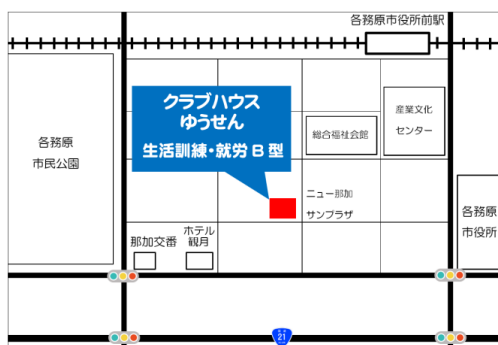 各務原市役所前駅
クラブハウス
ゆうせん
生活訓練・就労B型
産業文化
センター
総合福祉会館
各務原
市民公園
ニュー那加
サンプラザ
各務原
市役所
那加交番
ホテル
観月
21